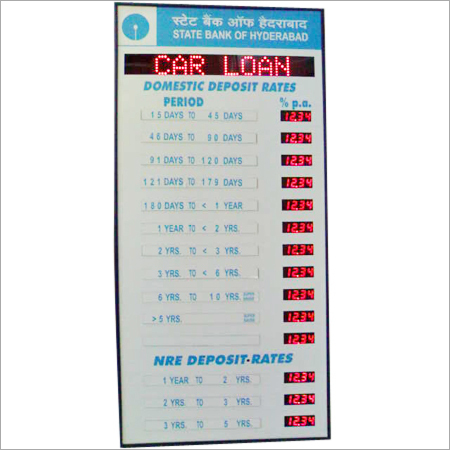 स्टेट बैंक ऑफ हैदराबाद
STATE BANK OF HYDERABAD
CAR LOAN
DOMESTIC DEPOSIT RATES
PERIOD % p.a.
15 DAYS TO 45 DAYS 12.34
46 DAYS TO 90 DAYS 12.34
91 DAYS TO 120 DAYS 12.34
121 DAYS TO 179 DAYS 12.34
180 DAYS TO < 1 YEAR 12.34
1 YEAR TO < 2 YRS. 12.34
2 YRS. TO < 3 YRS. 12.34
3 YRS. TO < 6 YRS. 12.34
6 YRS. TO 10 YRS. 12.34
> 5 YRS. 12.34
12.34
NRE DEPOSIT-RATES
1 YEAR TO 2 YRS. 12.34
2 YRS. TO 3 YRS. 12.34
3 YRS TO 5 YRS. 12.34